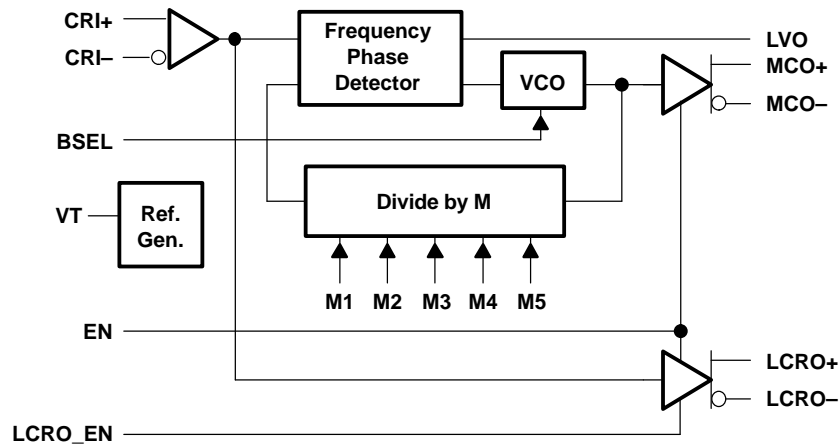 CRI+
CRI–
Frequency
Phase
Detector
LVO
VCO
MCO+
MCO–
BSEL
Divide by M
VT
Ref.
Gen.
M1 M2 M3 M4 M5
EN
LCRO+
LCRO–
LCRO_EN